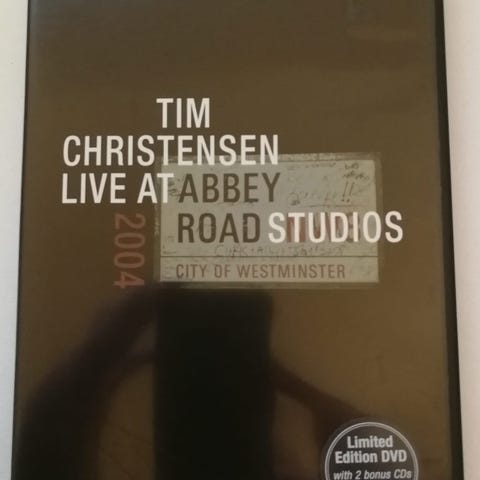 TIM
CHRISTENSEN
LIVE AT ABBEY
ROAD STUDIOS
CITY OF WESTMINSTER
2004
Limited
Edition DVD
with 2 bonus CDs